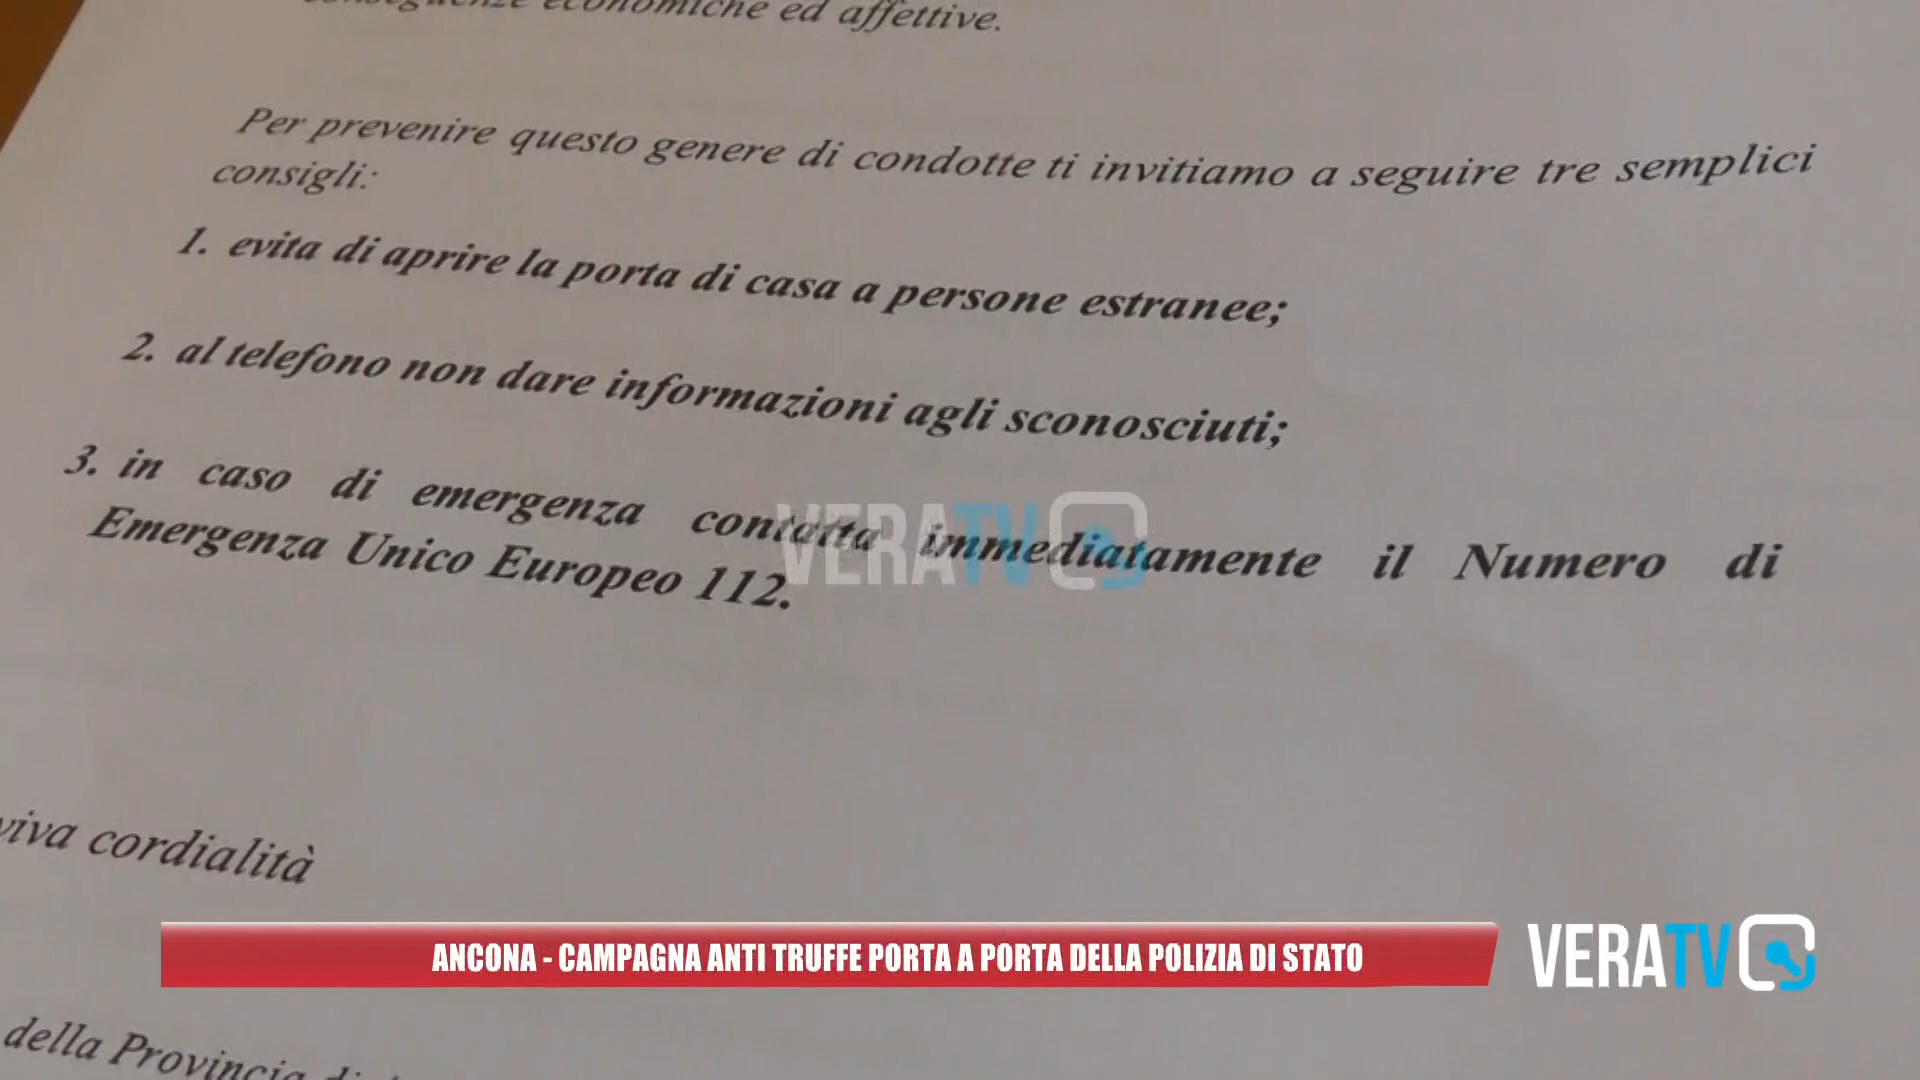 conseguenze economiche ed affettive.
Per prevenire questo genere di condotte ti invitiamo a seguire tre semplici
consigli:
1. evita di aprire la porta di casa a persone estranee;
2. al telefono non dare informazioni agli sconosciuti;
3. in caso di emergenza contatta immediatamente il Numero di
Emergenza Unico Europeo 112.
VERATV
viva cordialità
ANCONA - CAMPAGNA ANTI TRUFFE PORTA A PORTA DELLA POLIZIA DI STATO
VERATV
della Provincia di